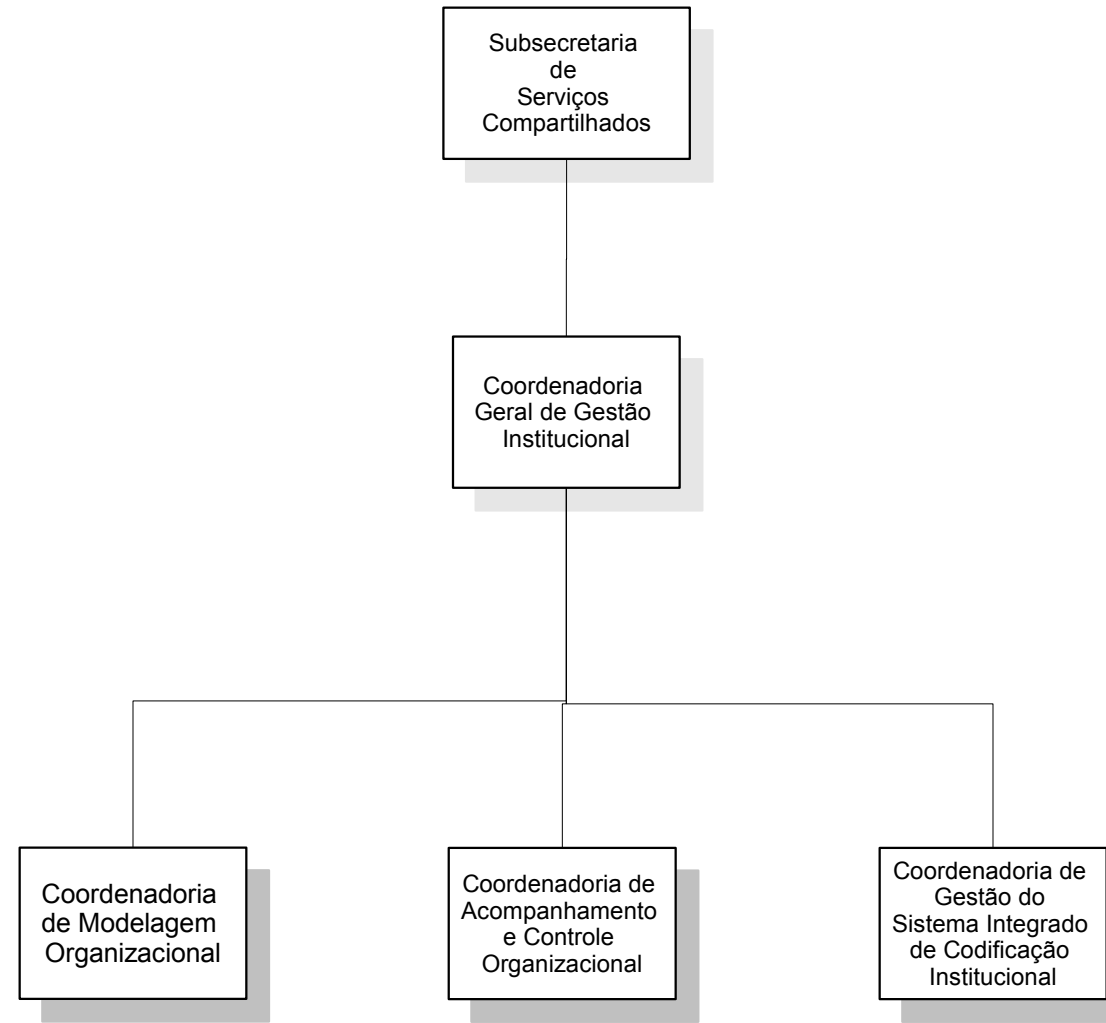 Subsecretaria
de
Serviços
Compartilhados
Coordenadoria
Geral de Gestão
Institucional
Coordenadoria
de Modelagem
Organizacional
Coordenadoria de
Acompanhamento
e Controle
Organizacional
Coordenadoria de
Gestão do
Sistema Integrado
de Codificação
Institucional